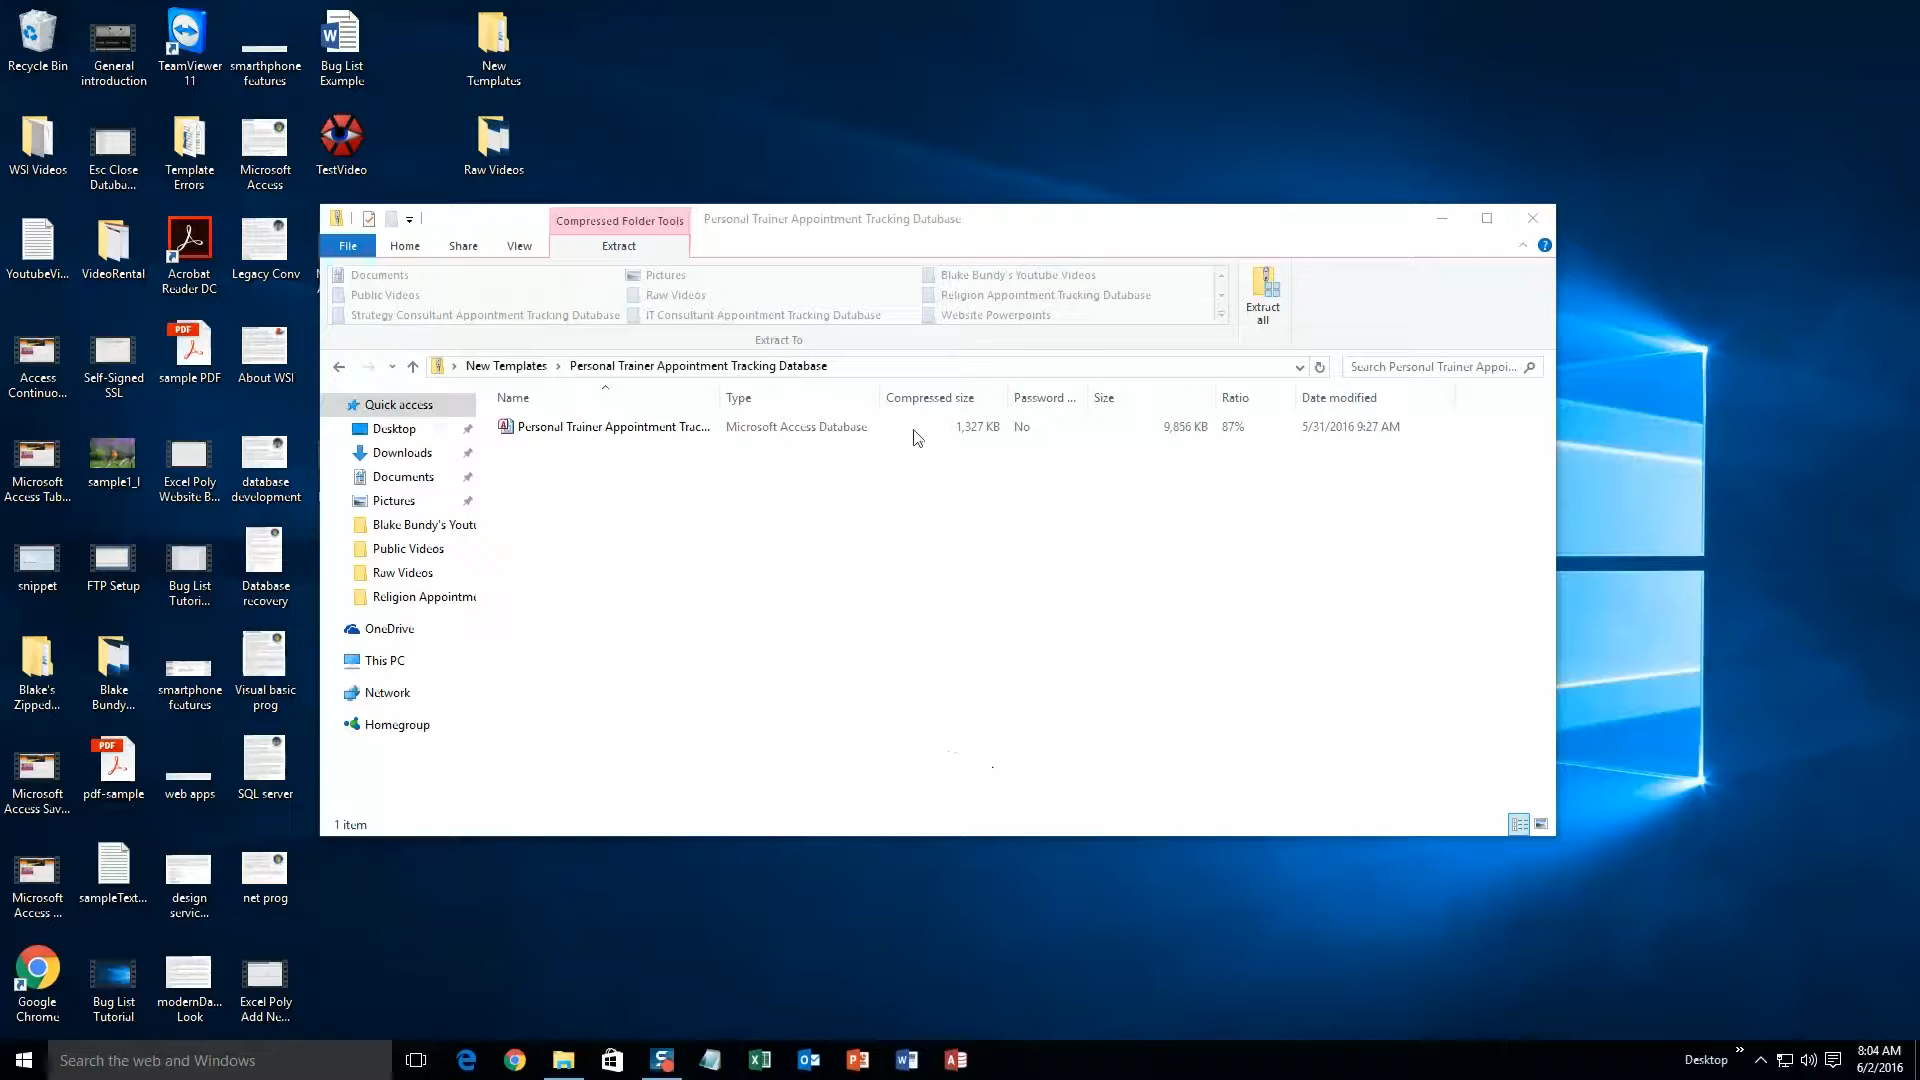 Recycle Bin
General
introduction
TeamViewer
11
smarthphone
features
Bug List
Example
New
Templates
WSI Videos
Esc Close
Databa...
Template
Errors
Microsoft
Access
TestVideo
Raw Videos
YoutubeVi...
VideoRental
Acrobat
Reader DC
Legacy Conv
Access
Continuo...
Self-Signed
SSL
PDF
sample PDF
About WSI
Microsoft
Access Tab...
sample1_l
Excel Poly
Website B...
database
development
snippet
FTP Setup
Bug List
Tutori...
Database
recovery
Blake's
Zipped...
Blake
Bundy...
smartphone
features
Visual basic
prog
Microsoft
Access Sav...
PDF
pdf-sample
web apps
SQL server
Microsoft
Access ...
sampleText...
design
servic...
net prog
Google
Chrome
Bug List
Tutorial
modernDa...
Look
Excel Poly
Add Ne...
Compressed Folder Tools
Personal Trainer Appointment Tracking Database
File
Home
Share
View
Extract
Documents
Pictures
Blake Bundy's Youtube Videos
Public Videos
Raw Videos
Religion Appointment Tracking Database
Strategy Consultant Appointment Tracking Database
IT Consultant Appointment Tracking Database
Website Powerpoints
Extract To
Extract
all
New Templates > Personal Trainer Appointment Tracking Database
Search Personal Trainer Appoi...
Name Type Compressed size Password ... Size Ratio Date modified
Personal Trainer Appointment Trac... Microsoft Access Database 1,327 KB No 9,856 KB 87% 5/31/2016 9:27 AM
Quick access
Desktop
Downloads
Documents
Pictures
Blake Bundy's Youtu
Public Videos
Raw Videos
Religion Appointme
OneDrive
This PC
Network
Homegroup
1 item
Search the web and Windows
Desktop
8:04 AM
6/2/2016